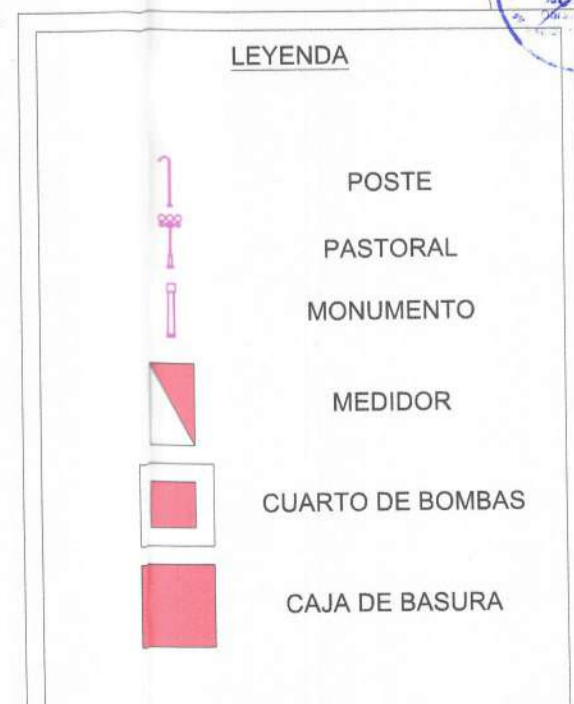 LEYENDA
POSTE
PASTORAL
MONUMENTO
MEDIDOR
CUARTO DE BOMBAS
CAJA DE BASURA